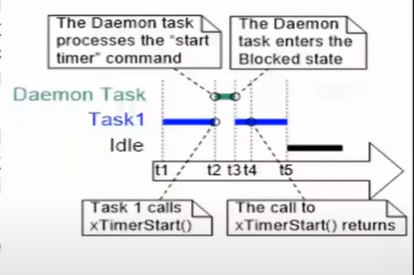 The Daemon task
processes the "start
timer" command
The Daemon
task enters the
Blocked state
Daemon Task
Task1
Idle
t1 t2 t3 t4 t5
Task 1 calls
xTimerStart()
The call to
xTimerStart() returns